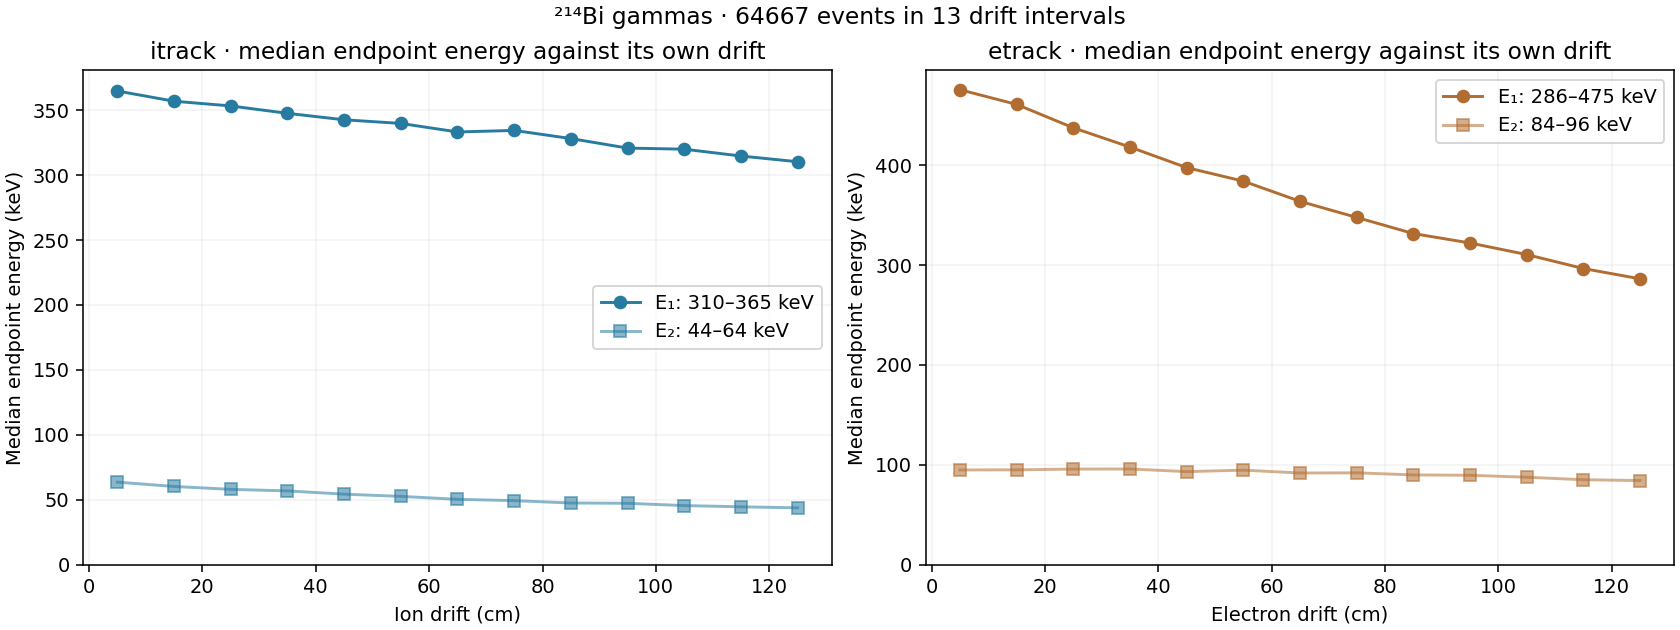 ²¹⁴Bi gammas · 64667 events in 13 drift intervals
itrack · median endpoint energy against its own drift
Median endpoint energy (keV)
350
300
250
200
150
100
50
0
E₁: 310–365 keV
E₂: 44–64 keV
0 20 40 60 80 100 120
Ion drift (cm)
etrack · median endpoint energy against its own drift
Median endpoint energy (keV)
400
300
200
100
0
E₁: 286–475 keV
E₂: 84–96 keV
0 20 40 60 80 100 120
Electron drift (cm)